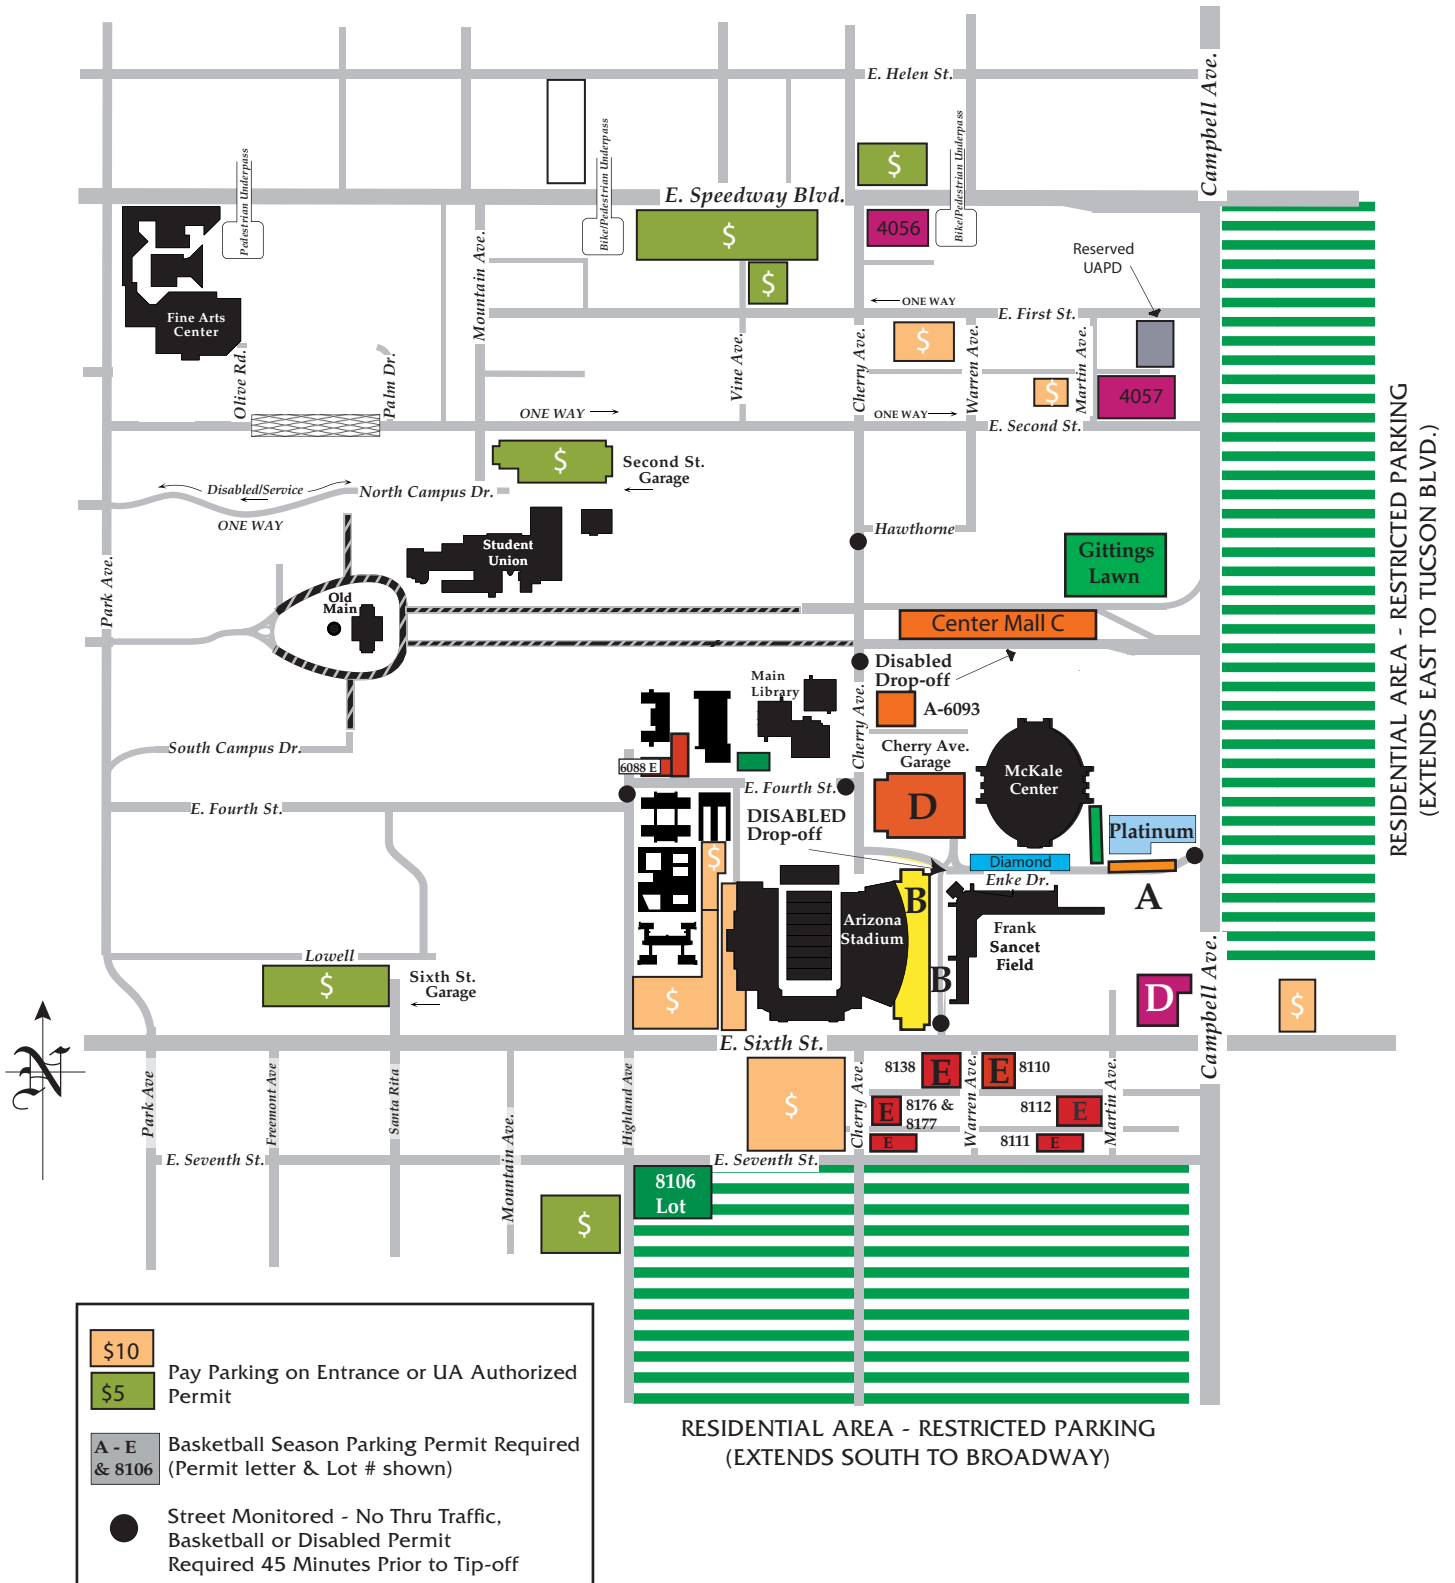 E. Helen St.
Campbell Ave.
Pedestrian Underpass
Bike/Pedestrian Underpass
Bike/Pedestrian Underpass
$
E. Speedway Blvd.
$
4056
Reserved
UAPD
Mountain Ave.
$
ONE WAY
E. First St.
Fine Arts
Center
Olive Rd.
Palm Dr.
Vine Ave.
Cherry Ave.
$
Warren Ave.
Martin Ave.
$
4057
ONE WAY
ONE WAY
E. Second St.
RESIDENTIAL AREA - RESTRICTED PARKING
(EXTENDS EAST TO TUCSON BLVD.)
$
Second St.
Garage
Disabled/Service
North Campus Dr.
ONE WAY
Hawthorne
Student
Union
Gittings
Lawn
Park Ave.
Old
Main
Center Mall C
Disabled
Drop-off
Main
Library
Cherry Ave.
A-6093
South Campus Dr.
Cherry Ave.
Garage
McKale
Center
6088 E
E. Fourth St.
E. Fourth St.
D
DISABLED
Drop-off
Platinum
$
Diamond
Enke Dr.
A
B
Arizona
Stadium
Frank
Sancet
Field
B
Lowell
$
Sixth St.
Garage
$
D
$
Campbell Ave.
N
E. Sixth St.
Park Ave
Freemont Ave
Santa Rita
Mountain Ave.
Highland Ave
$
Cherry Ave.
8138
E
E
8110
Warren Ave.
Martin Ave.
E
8176 &
8177
8112
E
E
8111
E
E. Seventh St.
E. Seventh St.
8106
Lot
$
RESIDENTIAL AREA - RESTRICTED PARKING
(EXTENDS SOUTH TO BROADWAY)
$10
$5
Pay Parking on Entrance or UA Authorized
Permit
A - E
& 8106
Basketball Season Parking Permit Required
(Permit letter & Lot # shown)
Street Monitored - No Thru Traffic,
Basketball or Disabled Permit
Required 45 Minutes Prior to Tip-off